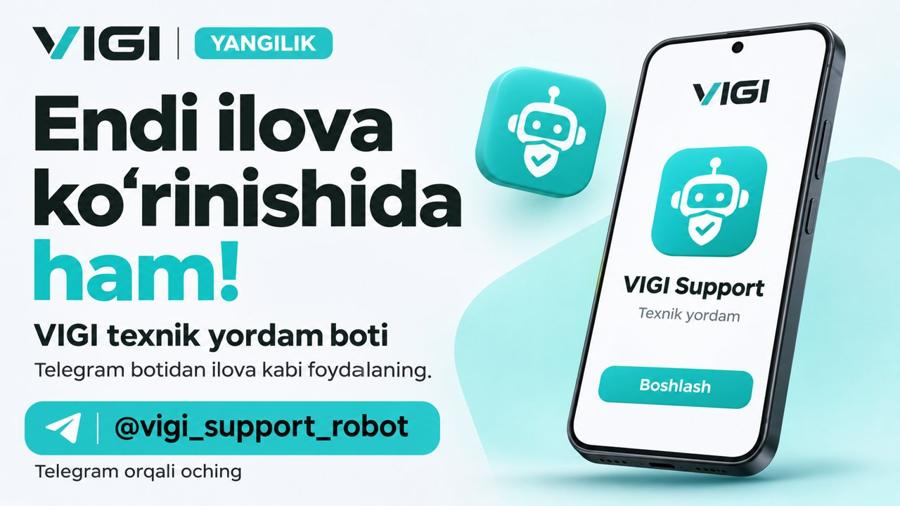 VIGI | YANGILIK
Endi ilova
ko‘rinishida
ham!
VIGI texnik yordam boti
Telegram botidan ilova kabi foydalaning.
@vigi_support_robot
Telegram orqali oching
VIGI
VIGI Support
Texnik yordam
Boshlash